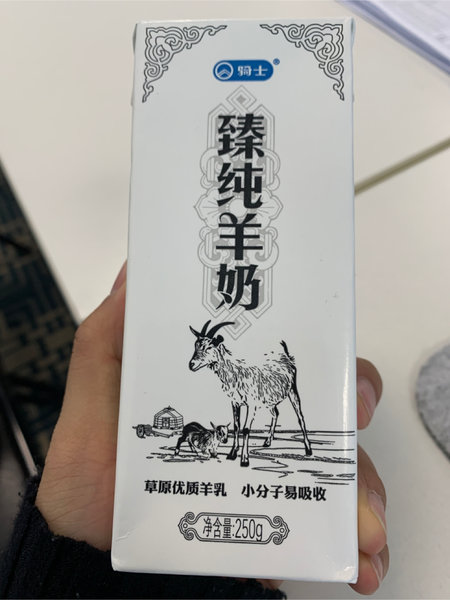 骑士®
臻纯羊奶
草原优质羊乳 小分子易吸收
净含量:250g